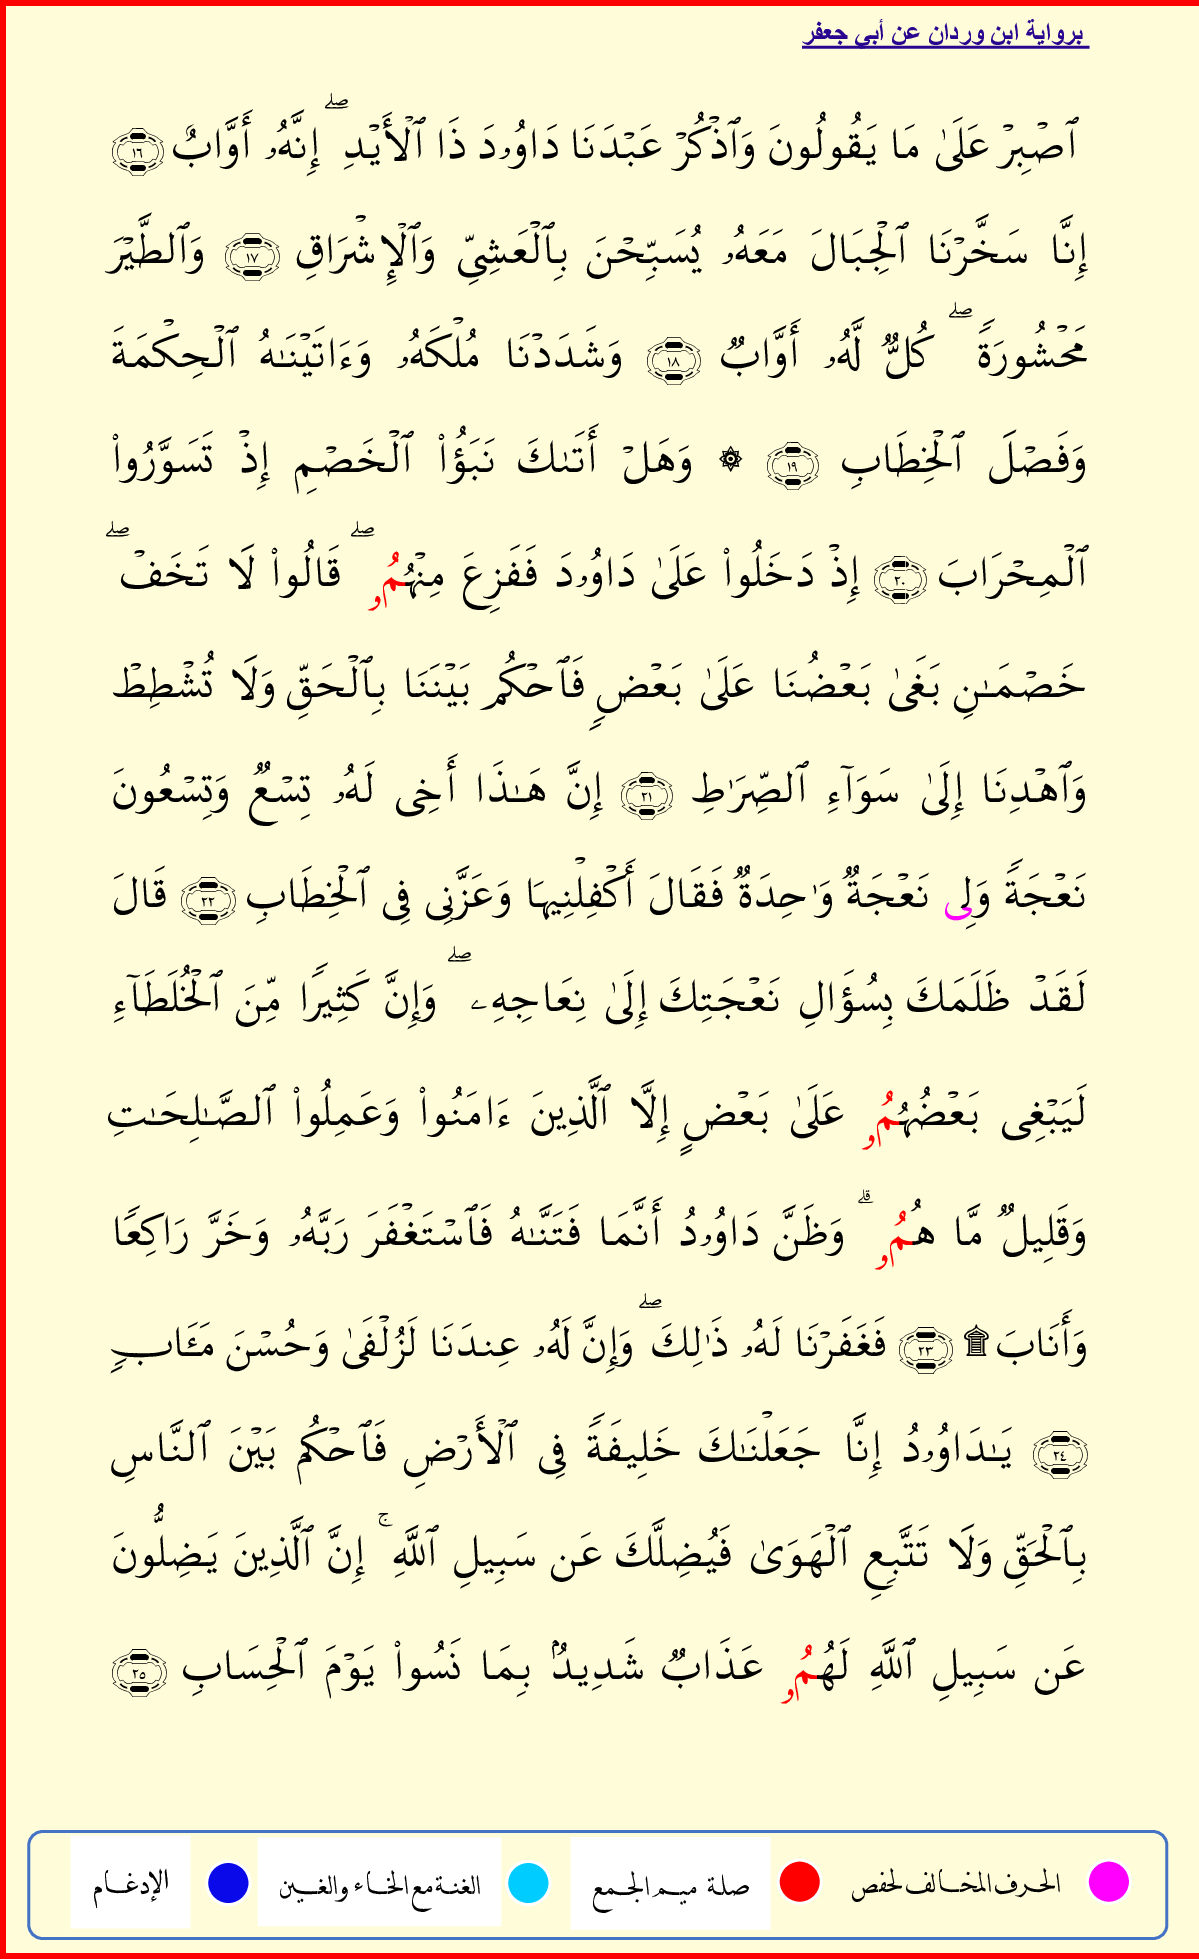 برواية ابن وردان عن أبي جعفر
ٱصۡبِرۡ عَلَىٰ مَا يَقُولُونَ وَٱذۡكُرۡ عَبۡدَنَا دَاوُۥدَ ذَا ٱلۡأَيۡدِۖ إِنَّهُۥ أَوَّابٌ ١٦
إِنَّا سَخَّرۡنَا ٱلۡجِبَالَ مَعَهُۥ يُسَبِّحۡنَ بِٱلۡعَشِيِّ وَٱلۡإِشۡرَاقِ ١٧ وَٱلطَّيۡرَ
مَحۡشُورَةٗۖ كُلّٞ لَّهُۥ أَوَّابٞ ١٨ وَشَدَدۡنَا مُلۡكَهُۥ وَءَاتَيۡنَٰهُ ٱلۡحِكۡمَةَ
وَفَصۡلَ ٱلۡخِطَابِ ١٩ ۞ وَهَلۡ أَتَىٰكَ نَبَؤُاْ ٱلۡخَصۡمِ إِذۡ تَسَوَّرُواْ
ٱلۡمِحۡرَابَ ٢٠ إِذۡ دَخَلُواْ عَلَىٰ دَاوُۥدَ فَفَزِعَ مِنۡهُمُۥۖ قَالُواْ لَا تَخَفۡۖ
خَصۡمَٰنِ بَغَىٰ بَعۡضُنَا عَلَىٰ بَعۡضٖ فَٱحۡكُم بَيۡنَنَا بِٱلۡحَقِّ وَلَا تُشۡطِطۡ
وَٱهۡدِنَا إِلَىٰ سَوَآءِ ٱلصِّرَٰطِ ٢١ إِنَّ هَٰذَا أَخِي لَهُۥ تِسۡعٞ وَتِسۡعُونَ
نَعۡجَةٗ وَلِي نَعۡجَةٞ وَٰحِدَةٞ فَقَالَ أَكۡفِلۡنِيهَا وَعَزَّنِي فِي ٱلۡخِطَابِ ٢٢ قَالَ
لَقَدۡ ظَلَمَكَ بِسُؤَالِ نَعۡجَتِكَ إِلَىٰ نِعَاجِهِۦۖ وَإِنَّ كَثِيرٗا مِّنَ ٱلۡخُلَطَآءِ
لَيَبۡغِي بَعۡضُهُمُۥ عَلَىٰ بَعۡضٍ إِلَّا ٱلَّذِينَ ءَامَنُواْ وَعَمِلُواْ ٱلصَّٰلِحَٰتِ
وَقَلِيلٞ مَّا هُمُۥۗ وَظَنَّ دَاوُۥدُ أَنَّمَا فَتَنَّٰهُ فَٱسۡتَغۡفَرَ رَبَّهُۥ وَخَرَّ رَاكِعٗا
وَأَنَابَ ۩ ٢٣ فَغَفَرۡنَا لَهُۥ ذَٰلِكَۖ وَإِنَّ لَهُۥ عِندَنَا لَزُلۡفَىٰ وَحُسۡنَ مَـَٔابٖ
٢٤ يَٰدَاوُۥدُ إِنَّا جَعَلۡنَٰكَ خَلِيفَةٗ فِي ٱلۡأَرۡضِ فَٱحۡكُم بَيۡنَ ٱلنَّاسِ
بِٱلۡحَقِّ وَلَا تَتَّبِعِ ٱلۡهَوَىٰ فَيُضِلَّكَ عَن سَبِيلِ ٱللَّهِۚ إِنَّ ٱلَّذِينَ يَضِلُّونَ
عَن سَبِيلِ ٱللَّهِ لَهُمُۥ عَذَابٞ شَدِيدُۢ بِمَا نَسُواْ يَوۡمَ ٱلۡحِسَابِ ٢٥
الحرف المخالف لحفص صلة ميم الجمع الغنة مع الخاء والغين الإدغام